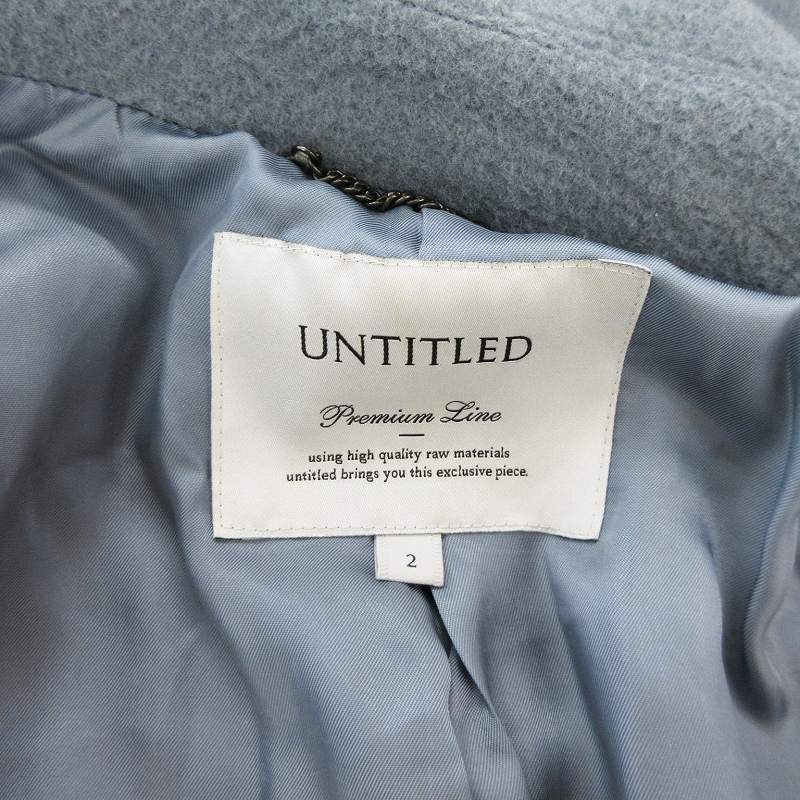 UNTITLED
Premium Line
using high quality raw materials
untitled brings you this exclusive piece.
2